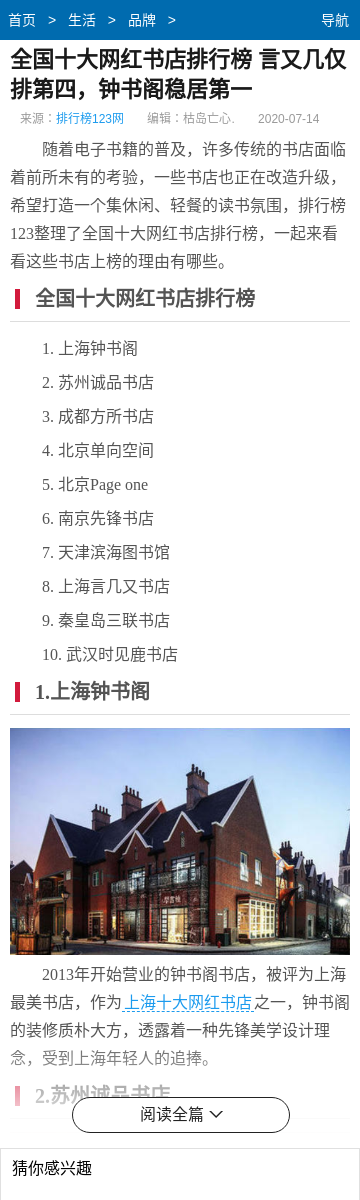 首页 > 生活 > 品牌 > 导航
全国十大网红书店排行榜 言又几仅
排第四，钟书阁稳居第一
来源：排行榜123网 编辑：枯岛亡心. 2020-07-14
随着电子书籍的普及，许多传统的书店面临
着前所未有的考验，一些书店也正在改造升级，
希望打造一个集休闲、轻餐的读书氛围，排行榜
123整理了全国十大网红书店排行榜，一起来看
看这些书店上榜的理由有哪些。
全国十大网红书店排行榜
1. 上海钟书阁
2. 苏州诚品书店
3. 成都方所书店
4. 北京单向空间
5. 北京Page one
6. 南京先锋书店
7. 天津滨海图书馆
8. 上海言几又书店
9. 秦皇岛三联书店
10. 武汉时见鹿书店
1.上海钟书阁
2013年开始营业的钟书阁书店，被评为上海
最美书店，作为上海十大网红书店之一，钟书阁
的装修质朴大方，透露着一种先锋美学设计理
念，受到上海年轻人的追捧。
2.苏州诚品书店
阅读全篇
猜你感兴趣